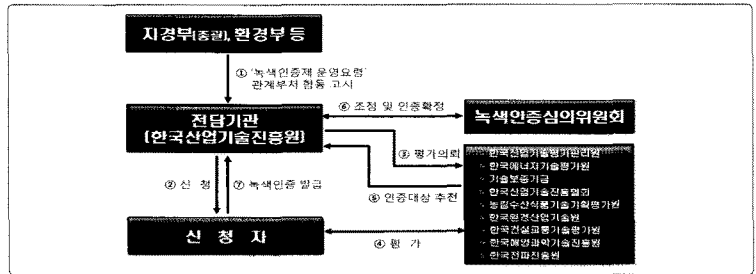 지경부(총괄), 환경부 등
① '녹색인증제 운영요령'
관계부처 합동 고시
⑥ 조정 및 인증확정
전담기관
(한국산업기술진흥원)
녹색인증심의위원회
③ 평가의뢰
② 신 청
⑦ 녹색인증 발급
⑤ 인증대상 추천
한국산업기술평가관리원
한국에너지기술평가원
기술보증기금
한국산업기술진흥협회
농림수산식품기술기획평가원
한국환경산업기술원
한국건설교통기술평가원
한국해양과학기술진흥원
한국전파진흥원
신 청 자
④ 평 가